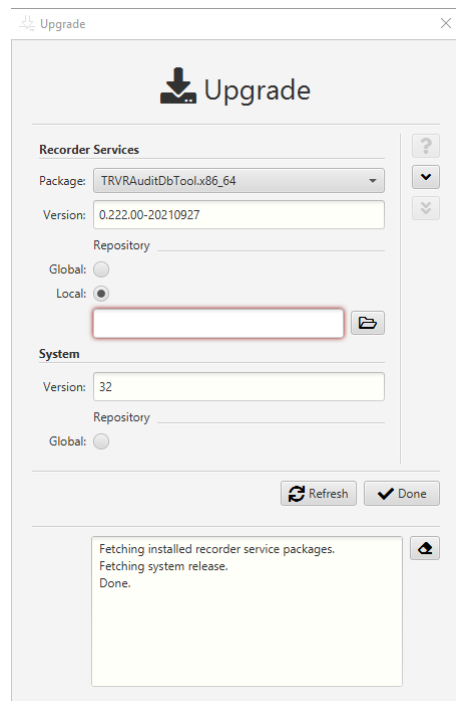 Upgrade
Upgrade
Recorder Services
?
Package: TRVRAuditDbTool.x86_64
Version: 0.222.00-20210927
Repository
Global:
Local:
System
Version: 32
Repository
Global:
Refresh Done
Fetching installed recorder service packages.
Fetching system release.
Done.